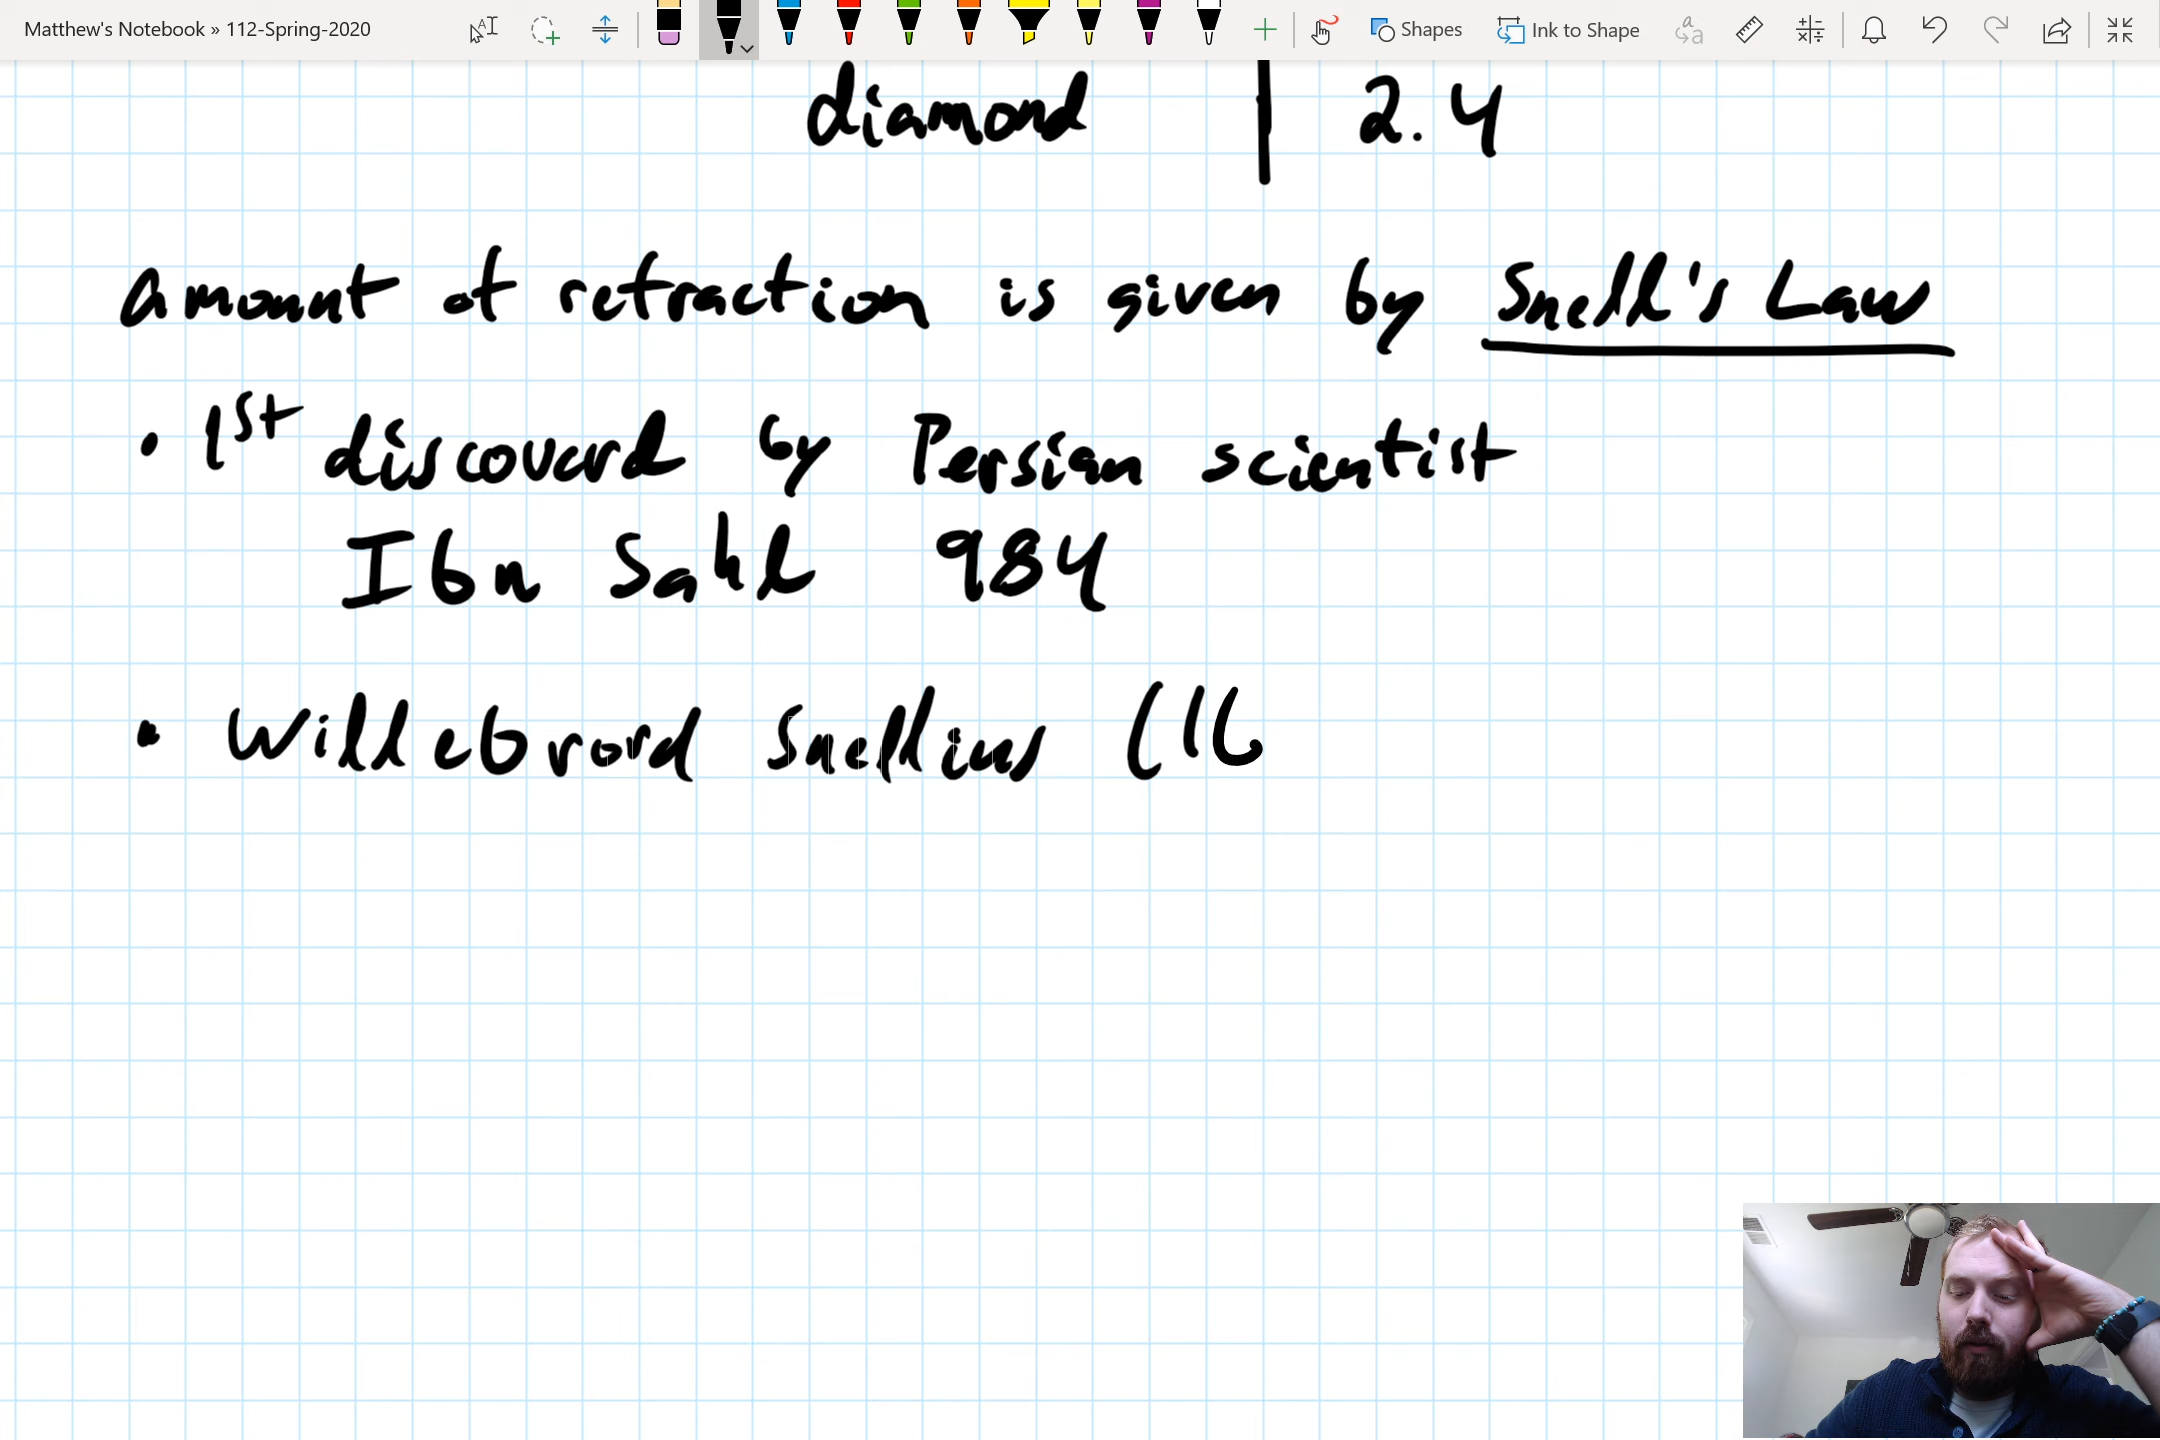 Matthew's Notebook » 112-Spring-2020
Shapes
Ink to Shape
diamond | 2.4
amount of refraction is given by Snell's Law
• 1st discoverd by Persian scientist
Ibn Sahl 984
• Willebrord Snellius (16